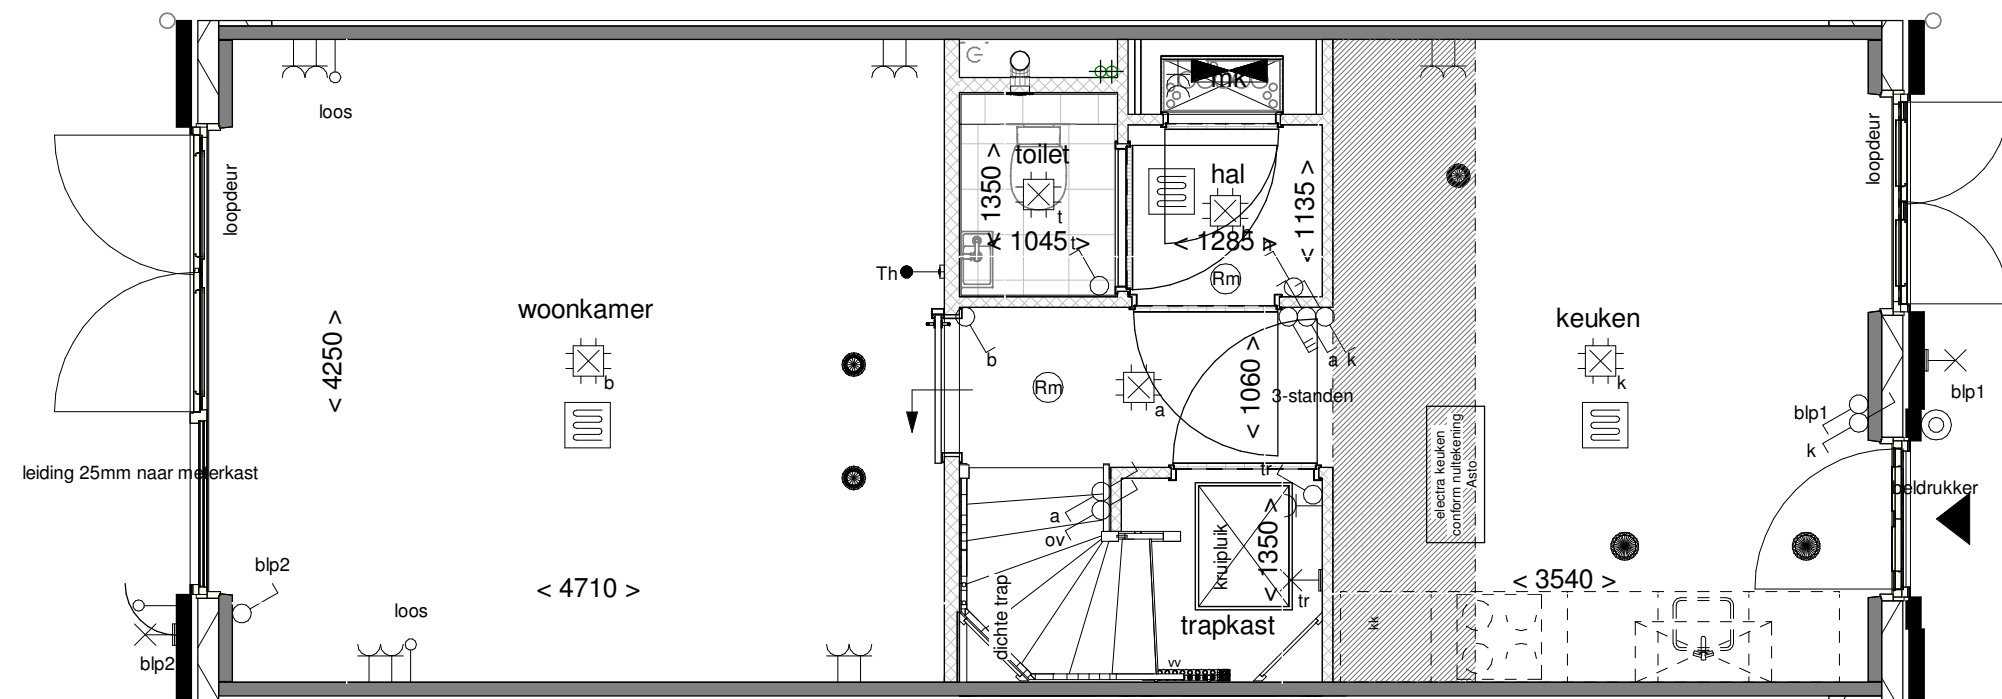 mk
loos
loopdeur
toilet
< 1350 >
t
< 1045 >
t
hal
h
< 1285 >
h
< 1135 >
Rm
loopdeur
Th
woonkamer
b
< 4250 >
b
Rm
a
< 1060 >
a
k
3-standen
keuken
k
blp1
k
blp1
electra keuken
conform nultekening
Asto
leiding 25mm naar meterkast
beldrukker
blp2
< 4710 >
loos
blp2
a
ov
dichte trap
tr
kruipluik
< 1350 >
tr
trapkast
vv
kk
< 3540 >